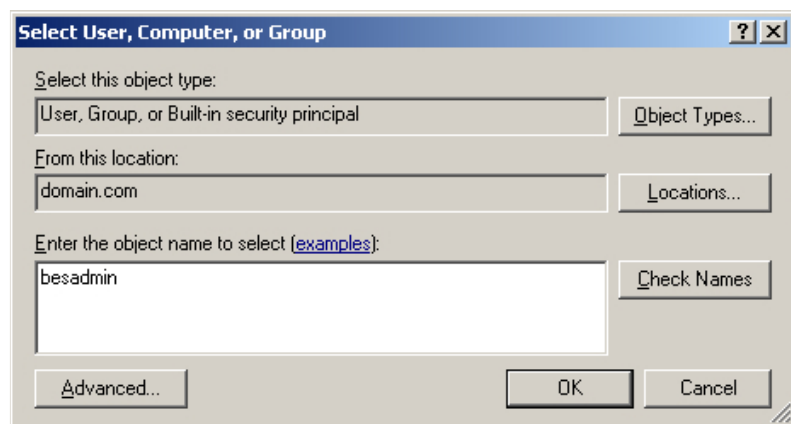 Select User, Computer, or Group
Select this object type:
User, Group, or Built-in security principal
Object Types...
From this location:
domain.com
Locations...
Enter the object name to select (examples):
besadmin
Check Names
Advanced...
OK
Cancel